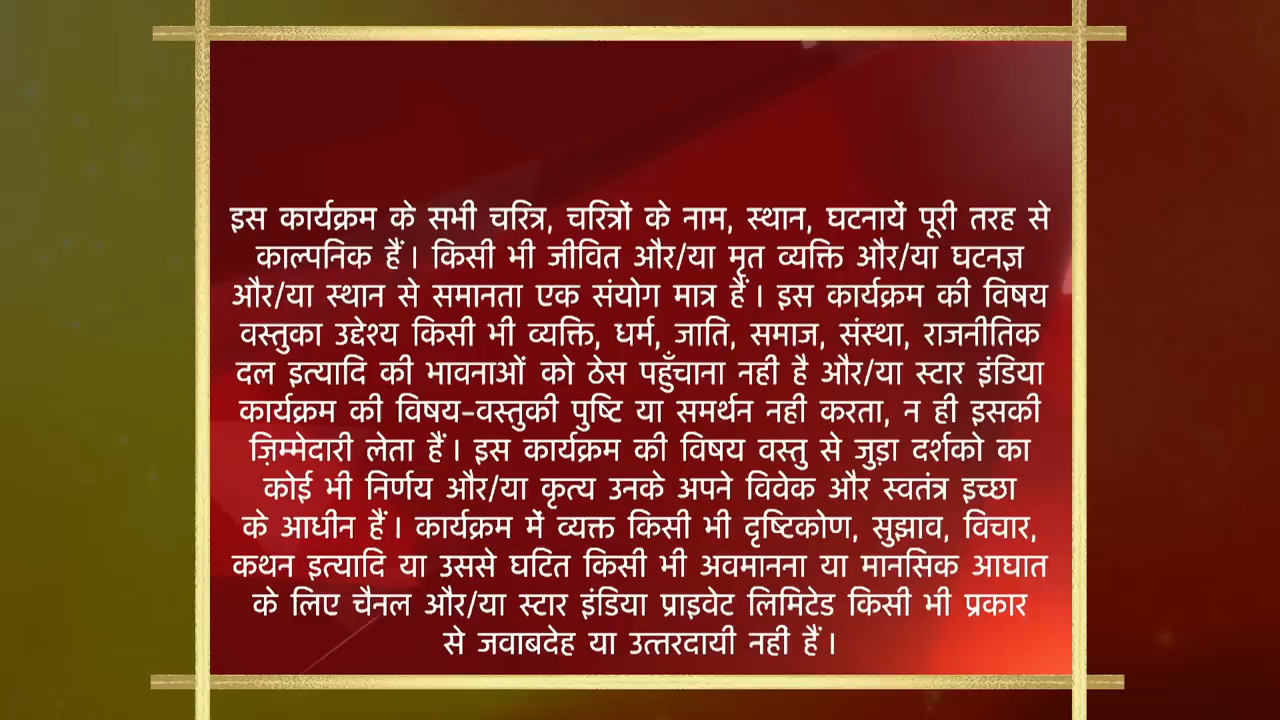 इस कार्यक्रम के सभी चरित्र, चरित्रों के नाम, स्थान, घटनायें पूरी तरह से
काल्पनिक हैं। किसी भी जीवित और/या मृत व्यक्ति और/या घटनज्ञ
और/या स्थान से समानता एक संयोग मात्र हैं। इस कार्यक्रम की विषय
वस्तुका उद्देश्य किसी भी व्यक्ति, धर्म, जाति, समाज, संस्था, राजनीतिक
दल इत्यादि की भावनाओं को ठेस पहुँचाना नही है और/या स्टार इंडिया
कार्यक्रम की विषय-वस्तुकी पुष्टि या समर्थन नही करता, न ही इसकी
ज़िम्मेदारी लेता हैं। इस कार्यक्रम की विषय वस्तु से जुड़ा दर्शको का
कोई भी निर्णय और/या कृत्य उनके अपने विवेक और स्वतंत्र इच्छा
के आधीन हैं। कार्यक्रम में व्यक्त किसी भी दृष्टिकोण, सुझाव, विचार,
कथन इत्यादि या उससे घटित किसी भी अवमानना या मानसिक आघात
के लिए चैनल और/या स्टार इंडिया प्राइवेट लिमिटेड किसी भी प्रकार
से जवाबदेह या उत्तरदायी नही हैं।